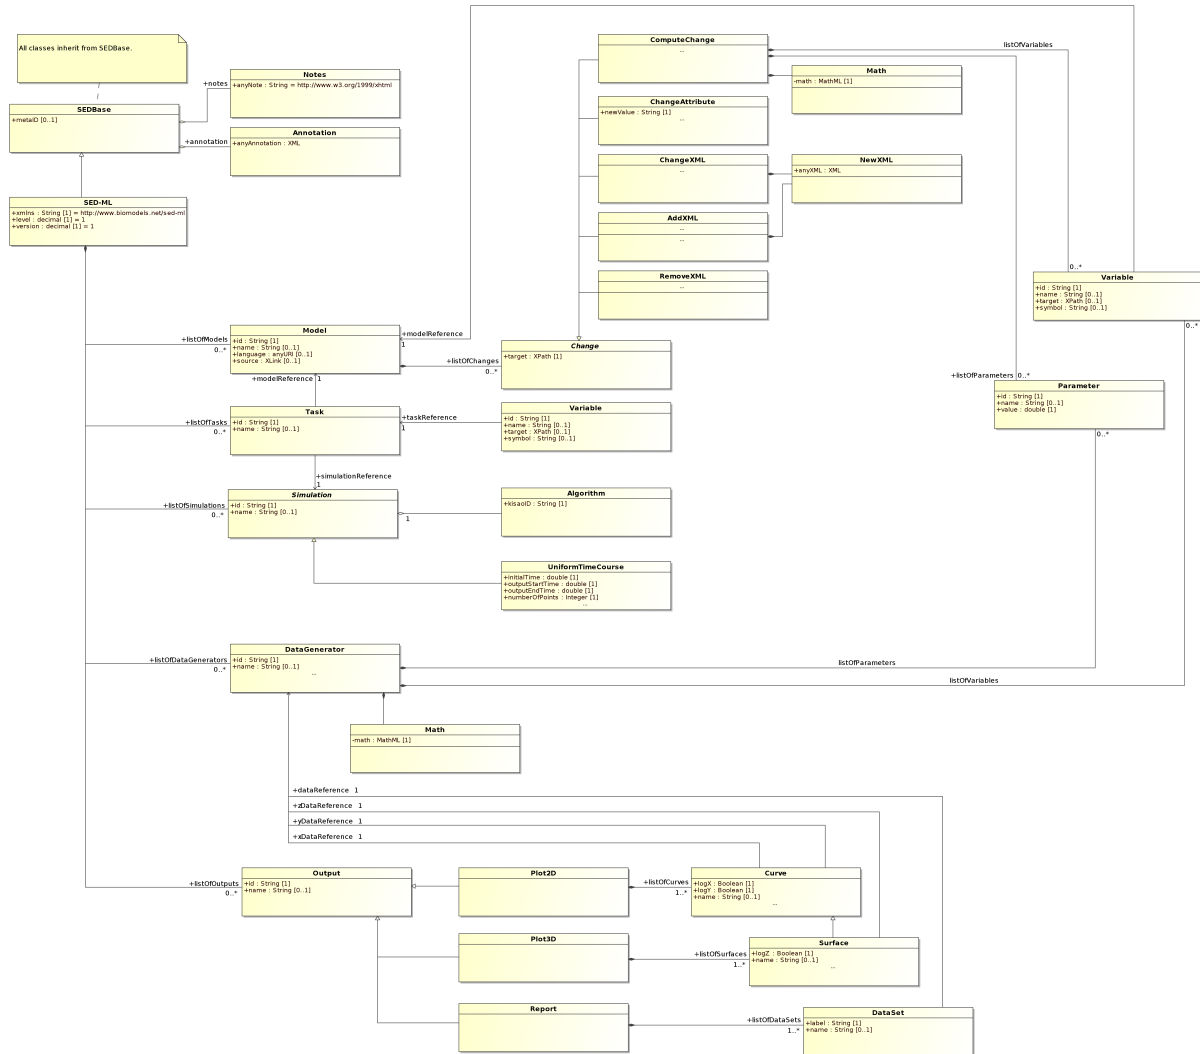 All classes inherit from SEDBase.
SEDBase
+metaID [0..1]
+notes
Notes
+anyNote : String = http://www.w3.org/1999/xhtml
+annotation
Annotation
+anyAnnotation : XML
SED-ML
+xmlns : String [1] = http://www.biomodels.net/sed-ml
+level : decimal [1] = 1
+version : decimal [1] = 1
ComputeChange
...
listOfVariables
Math
-math : MathML [1]
ChangeAttribute
+newValue : String [1]
...
ChangeXML
...
NewXML
+anyXML : XML
AddXML
...
...
RemoveXML
...
0..*
Variable
+id : String [1]
+name : String [0..1]
+target : XPath [0..1]
+symbol : String [0..1]
0..*
+listOfModels
0..*
Model
+id : String [1]
+name : String [0..1]
+language : anyURI [0..1]
+source : XLink [0..1]
+modelReference
1
+listOfChanges
0..*
Change
+target : XPath [1]
+modelReference 1
+listOfParameters 0..*
Parameter
+id : String [1]
+name : String [0..1]
+value : double [1]
0..*
+listOfTasks
0..*
Task
+id : String [1]
+name : String [0..1]
+taskReference
1
Variable
+id : String [1]
+name : String [0..1]
+target : XPath [0..1]
+symbol : String [0..1]
+simulationReference
1
+listOfSimulations
0..*
Simulation
+id : String [1]
+name : String [0..1]
1
Algorithm
+kisaoID : String [1]
UniformTimeCourse
+initialTime : double [1]
+outputStartTime : double [1]
+outputEndTime : double [1]
+numberOfPoints : Integer [1]
...
+listOfDataGenerators
0..*
DataGenerator
+id : String [1]
+name : String [0..1]
...
listOfParameters
listOfVariables
Math
-math : MathML [1]
+dataReference 1
+zDataReference 1
+yDataReference 1
+xDataReference 1
+listOfOutputs
0..*
Output
+id : String [1]
+name : String [0..1]
Plot2D
+listOfCurves
1..*
Curve
+logX : Boolean [1]
+logY : Boolean [1]
+name : String [0..1]
...
Plot3D
+listOfSurfaces
1..*
Surface
+logZ : Boolean [1]
+name : String [0..1]
...
Report
+listOfDataSets
1..*
DataSet
+label : String [1]
+name : String [0..1]